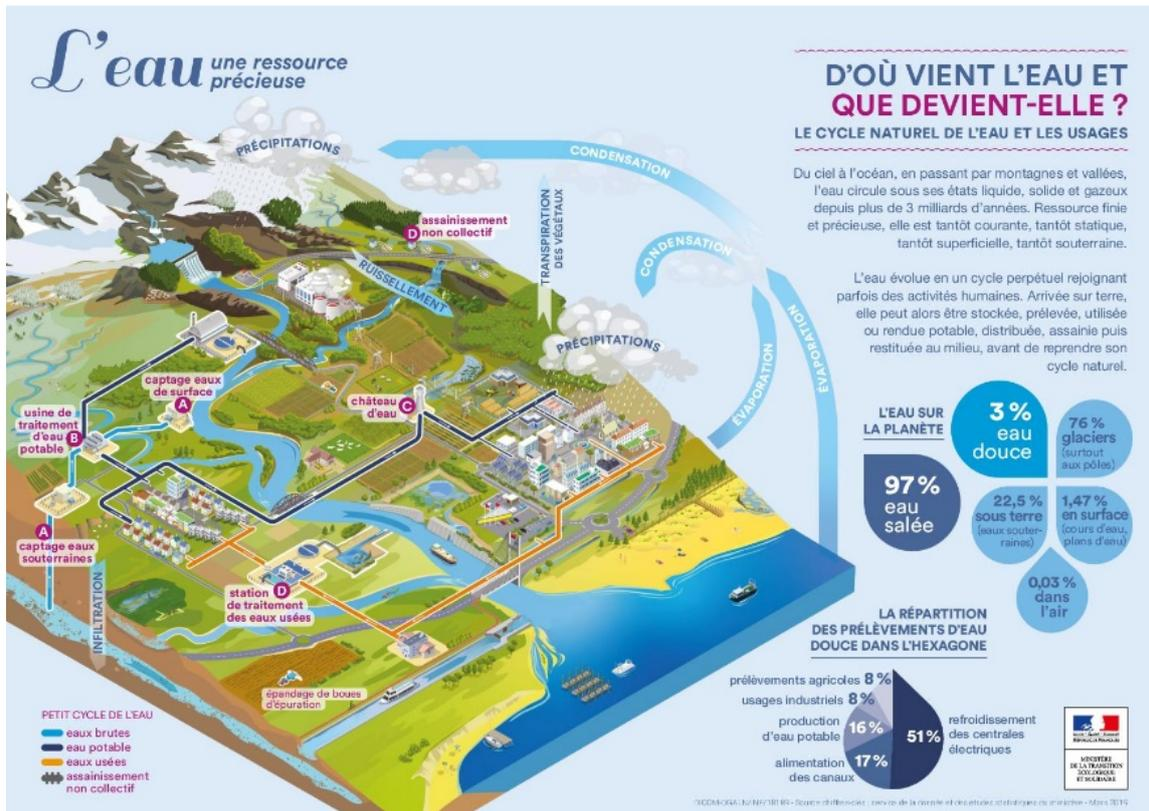 L'eau
une ressource
précieuse
D'OÙ VIENT L'EAU ET
QUE DEVIENT-ELLE ?
LE CYCLE NATUREL DE L'EAU ET LES USAGES
Du ciel à l'océan, en passant par montagnes et vallées,
l'eau circule sous ses états liquide, solide et gazeux
depuis plus de 3 milliards d'années. Ressource finie
et précieuse, elle est tantôt courante, tantôt statique,
tantôt superficielle, tantôt souterraine.
L'eau évolue en un cycle perpétuel rejoignant
parfois des activités humaines. Arrivée sur terre,
elle peut alors être stockée, prélevée, utilisée
ou rendue potable, distribuée, assainie puis
restituée au milieu, avant de reprendre son
cycle naturel.
PRÉCIPITATIONS
CONDENSATION
assainissement
D non collectif
TRANSPIRATION
DES VÉGÉTAUX
CONDENSATION
RUISSELLEMENT
PRÉCIPITATIONS
ÉVAPORATION
ÉVAPORATION
captage eaux
de surface
A
château
d'eau
C
usine de
traitement
d'eau
potable
B
A
captage eaux
souterraines
INFILTRATION
station D
de traitement
des eaux usées
épandage de boues
d'épuration
PETIT CYCLE DE L'EAU
eaux brutes
eau potable
eaux usées
assainissement
non collectif
L'EAU SUR
LA PLANÈTE
3 %
eau
douce
97%
eau
salée
76 %
glaciers
(surtout
aux pôles)
22,5 %
sous terre
(eaux souter-
raines)
1,47 %
en surface
(cours d'eau,
plans d'eau)
0,03 %
dans
l'air
LA RÉPARTITION
DES PRÉLÈVEMENTS D'EAU
DOUCE DANS L'HEXAGONE
prélèvements agricoles 8 %
usages industriels 8 %
production
d'eau potable
16 %
alimentation
des canaux
17 %
51%
refroidissement
des centrales
électriques
MINISTÈRE
DE LA TRANSITION
ÉCOLOGIQUE
ET SOLIDAIRE